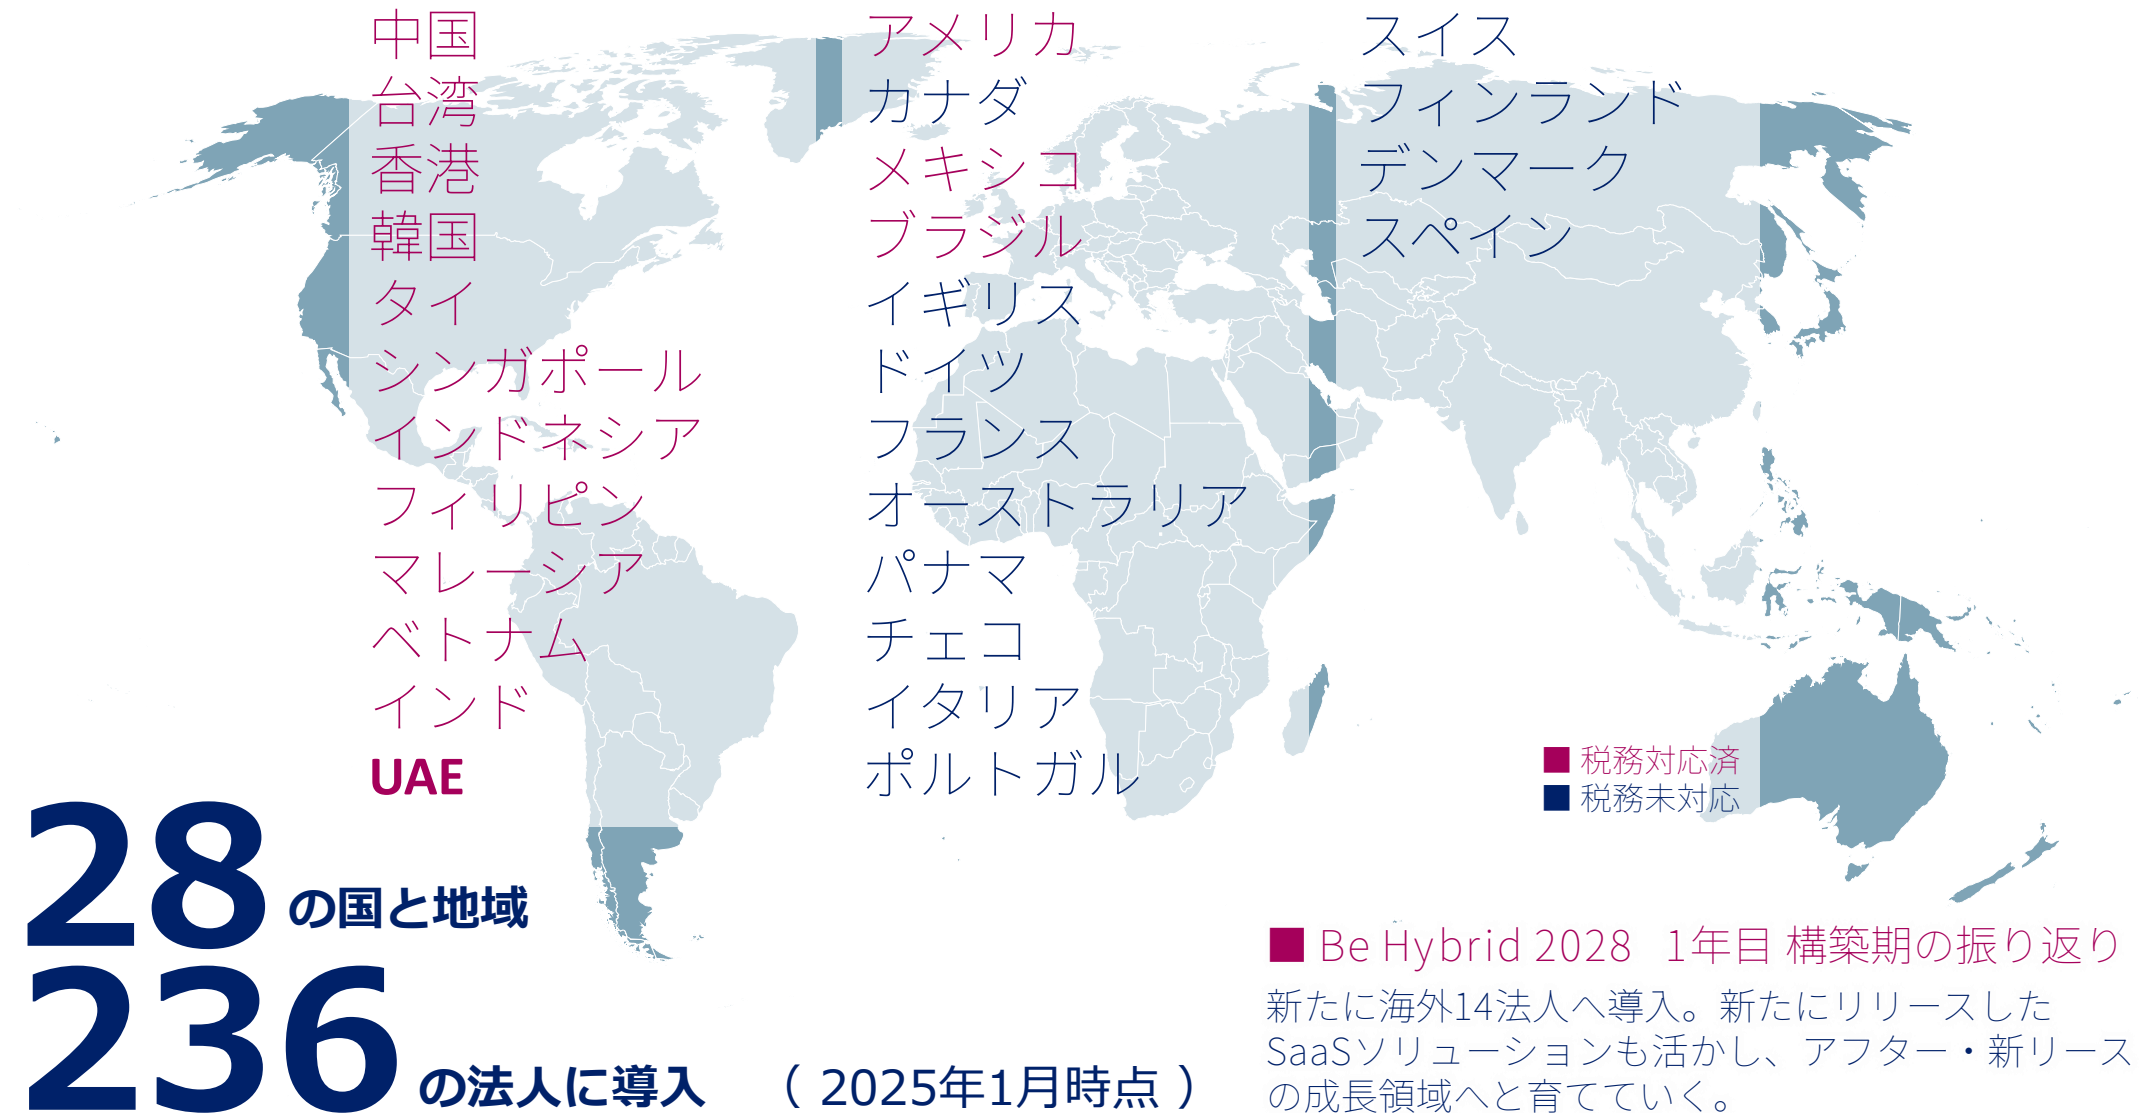 中国
台湾
香港
韓国
タイ
シンガポール
インドネシア
フィリピン
マレーシア
ベトナム
インド
UAE
アメリカ
カナダ
メキシコ
ブラジル
イギリス
ドイツ
フランス
オーストラリア
パナマ
チェコ
イタリア
ポルトガル
スイス
フィンランド
デンマーク
スペイン
■ 税務対応済
■ 税務未対応
28の国と地域
236の法人に導入 （ 2025年1月時点 ）
■ Be Hybrid 2028 1年目 構築期の振り返り
新たに海外14法人へ導入。新たにリリースした
SaaSソリューションも活かし、アフター・新リース
の成長領域へと育てていく。